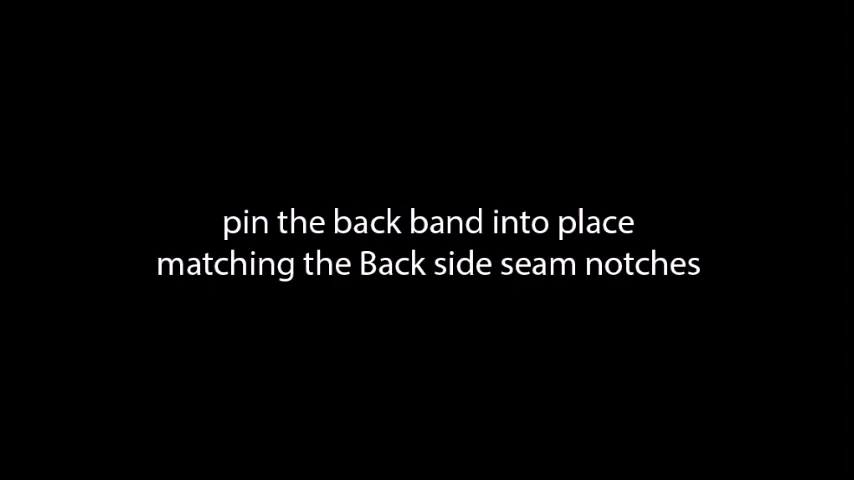 pin the back band into place
matching the Back side seam notches